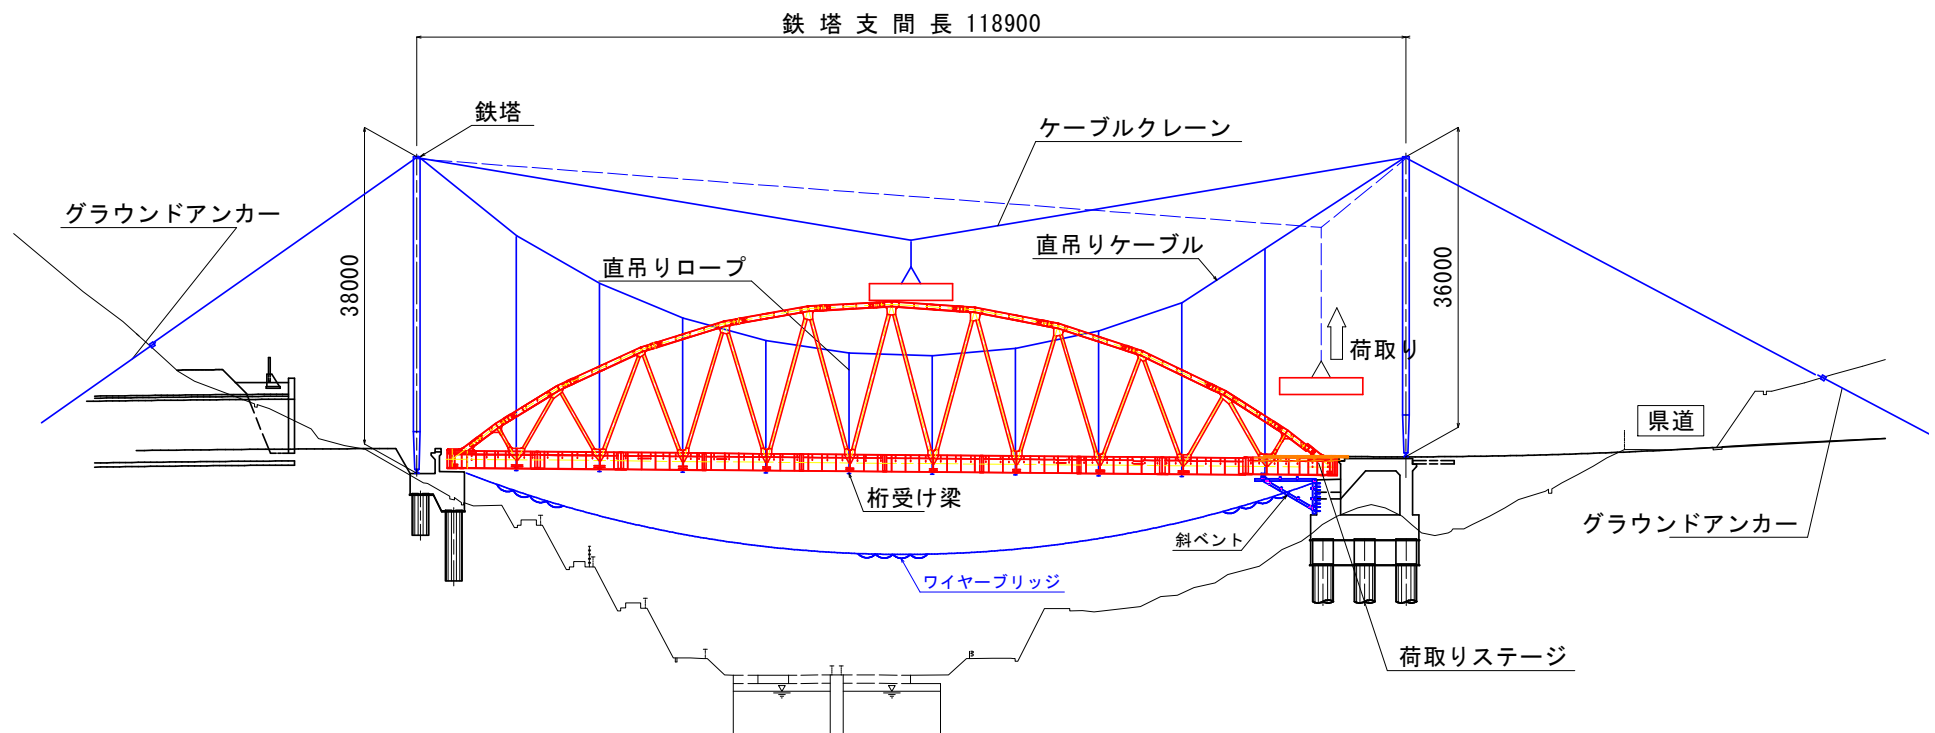 鉄 塔 支 間 長 118900
鉄塔
ケーブルクレーン
グラウンドアンカー
直吊りケーブル
直吊りロープ
38000
36000
荷取り
県道
桁受け梁
グラウンドアンカー
斜ベント
ワイヤーブリッジ
荷取りステージ